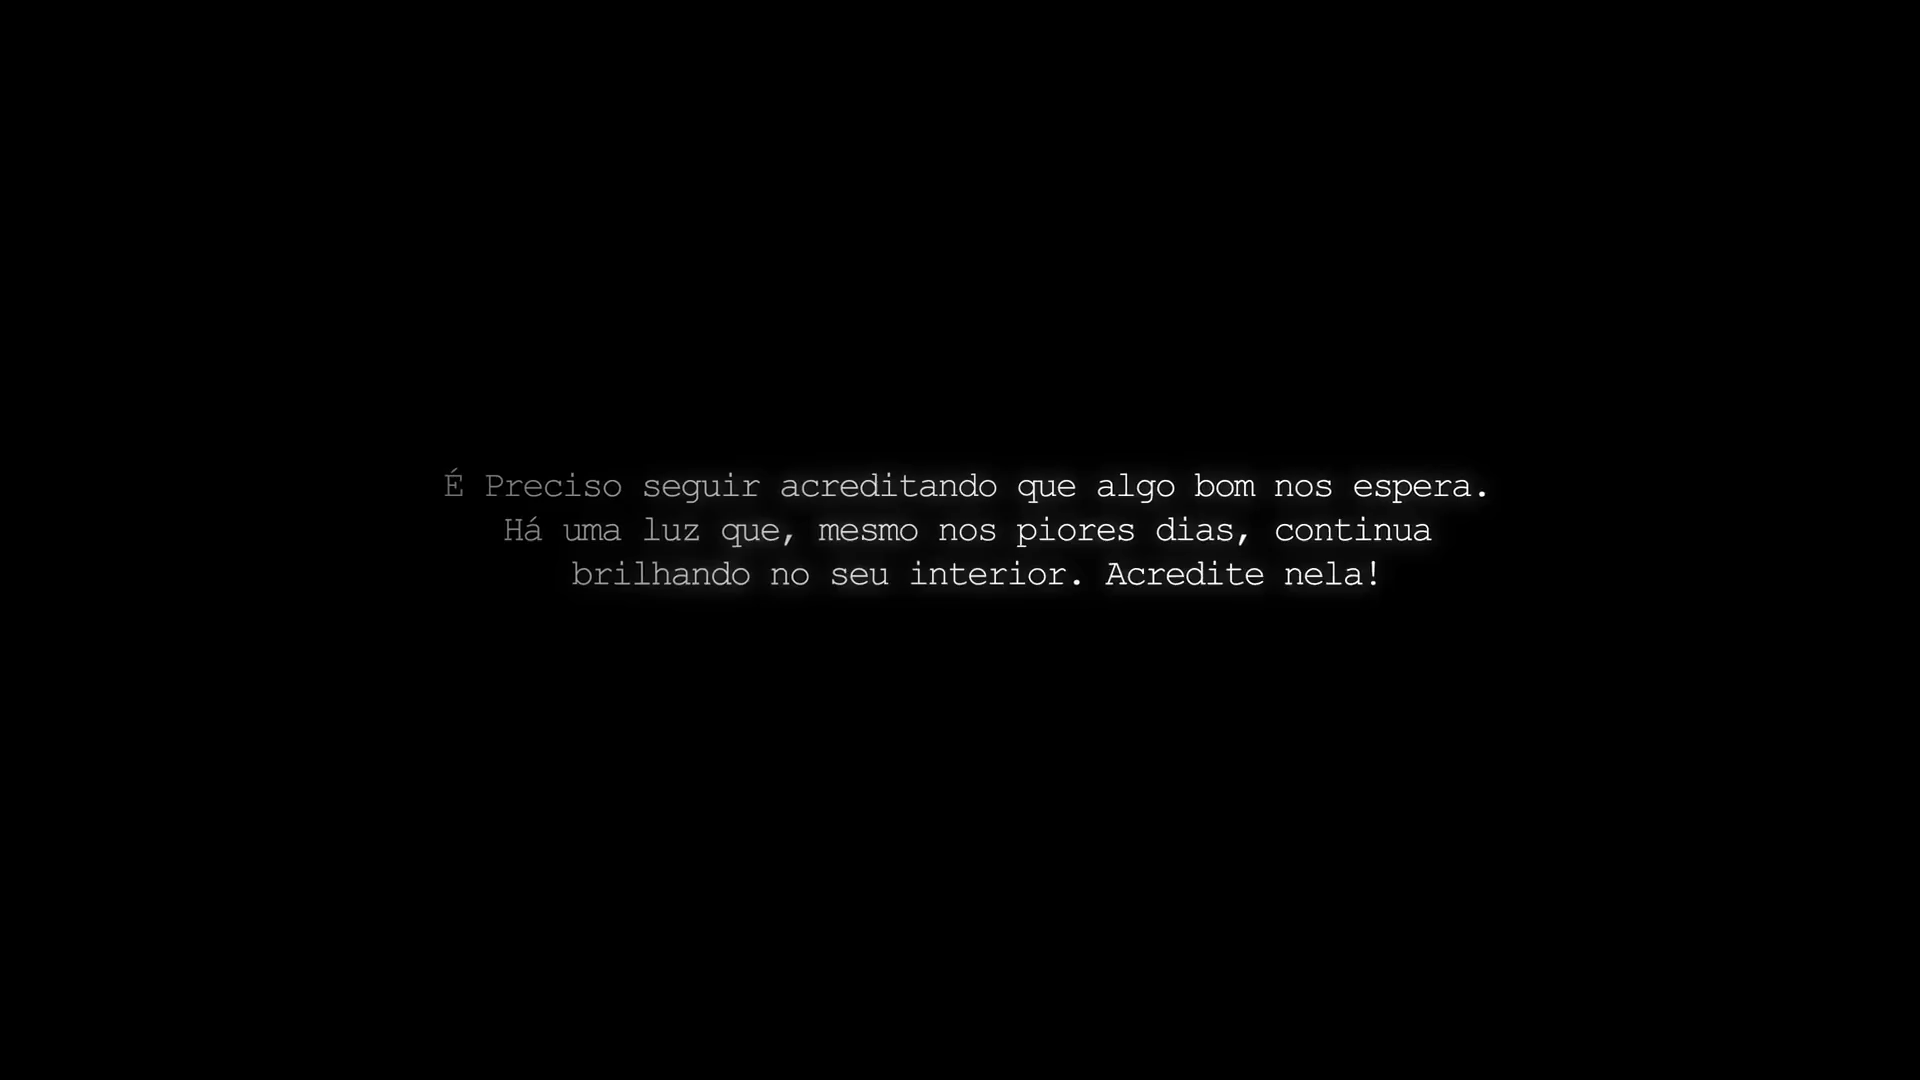 É Preciso seguir acreditando que algo bom nos espera.
Há uma luz que, mesmo nos piores dias, continua
brilhando no seu interior. Acredite nela!